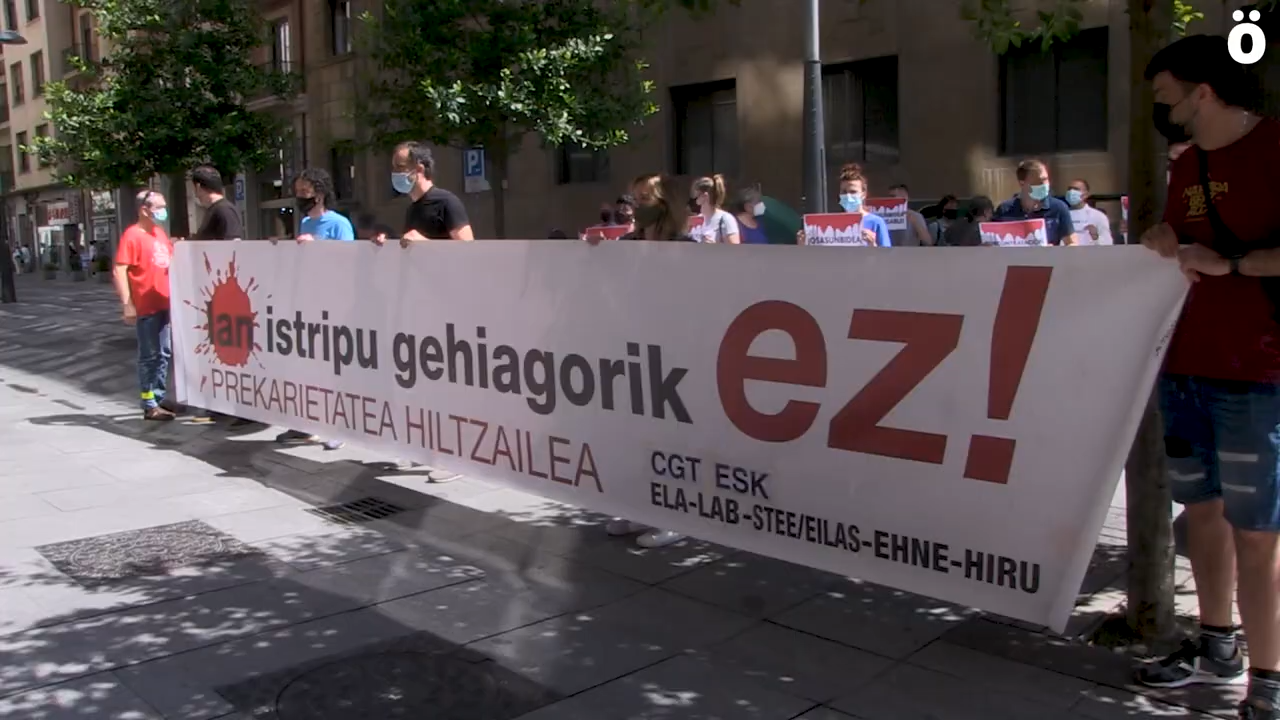 ö
P
OSASUNBIDEA
lan istripu gehiagorik ez!
PREKARIETATEA HILTZAILEA
CGT ESK
ELA-LAB-STEE/EILAS-EHNE-HIRU